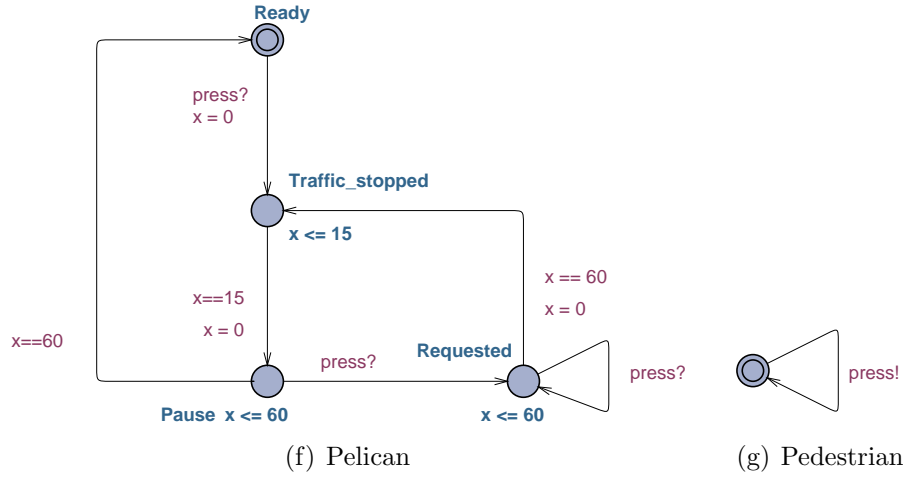 Ready
press?
x = 0
Traffic_stopped
x <= 15
x==15
x = 0
x == 60
x = 0
x==60
press?
Requested
press?
press!
Pause x <= 60
x <= 60
(f) Pelican
(g) Pedestrian